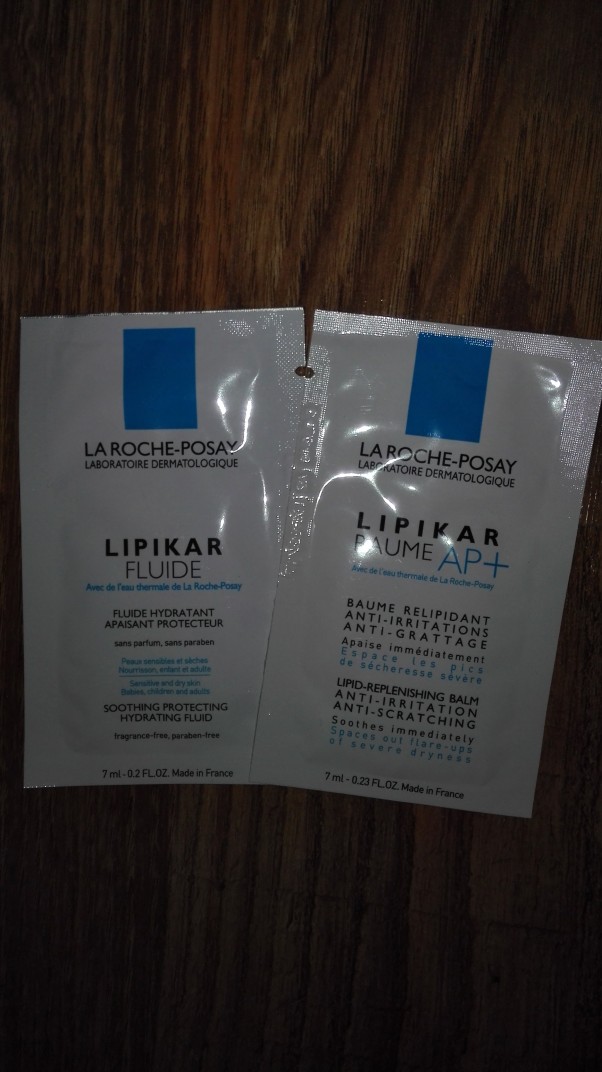 LA ROCHE-POSAY
LABORATOIRE DERMATOLOGIQUE
LIPIKAR
FLUIDE
Avec de l'eau thermale de La Roche-Posay
FLUIDE HYDRATANT
APAISANT PROTECTEUR
sans parfum, sans paraben
Peaux sensibles et sèches
Nourrisson, enfant et adulte
Sensitive and dry skin
Babies, children and adults
SOOTHING PROTECTING
HYDRATING FLUID
fragrance-free, paraben-free
7 ml - 0.2 FL.OZ. Made in France
LA ROCHE-POSAY
LABORATOIRE DERMATOLOGIQUE
LIPIKAR
BAUME AP+
Avec de l'eau thermale de La Roche-Posay
BAUME RELIPIDANT
ANTI-IRRITATIONS
ANTI-GRATTAGE
Apaise immédiatement
Espace les pics
de sécheresse sévère
LIPID-REPLENISHING BALM
ANTI-IRRITATION
ANTI-SCRATCHING
Soothes immediately
Spaces out flare-ups
of severe dryness
7 ml - 0.23 FL.OZ. Made in France